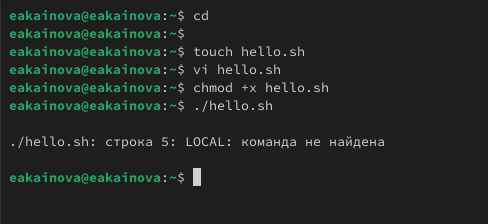 eakainova@eakainova:~$ cd
eakainova@eakainova:~$
eakainova@eakainova:~$ touch hello.sh
eakainova@eakainova:~$ vi hello.sh
eakainova@eakainova:~$ chmod +x hello.sh
eakainova@eakainova:~$ ./hello.sh
./hello.sh: строка 5: LOCAL: команда не найдена
eakainova@eakainova:~$